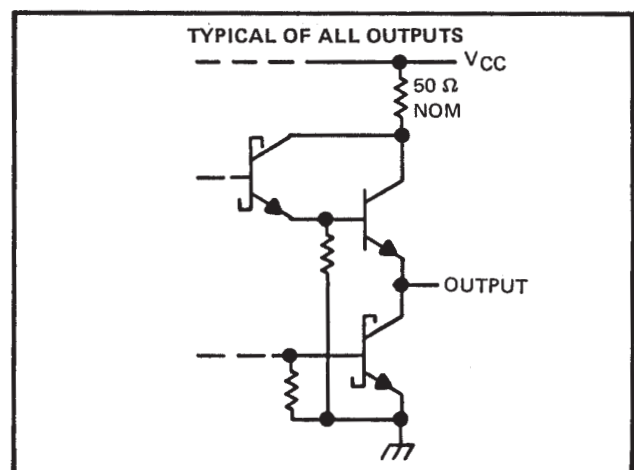 TYPICAL OF ALL OUTPUTS
VCC
50 Ω
NOM
OUTPUT